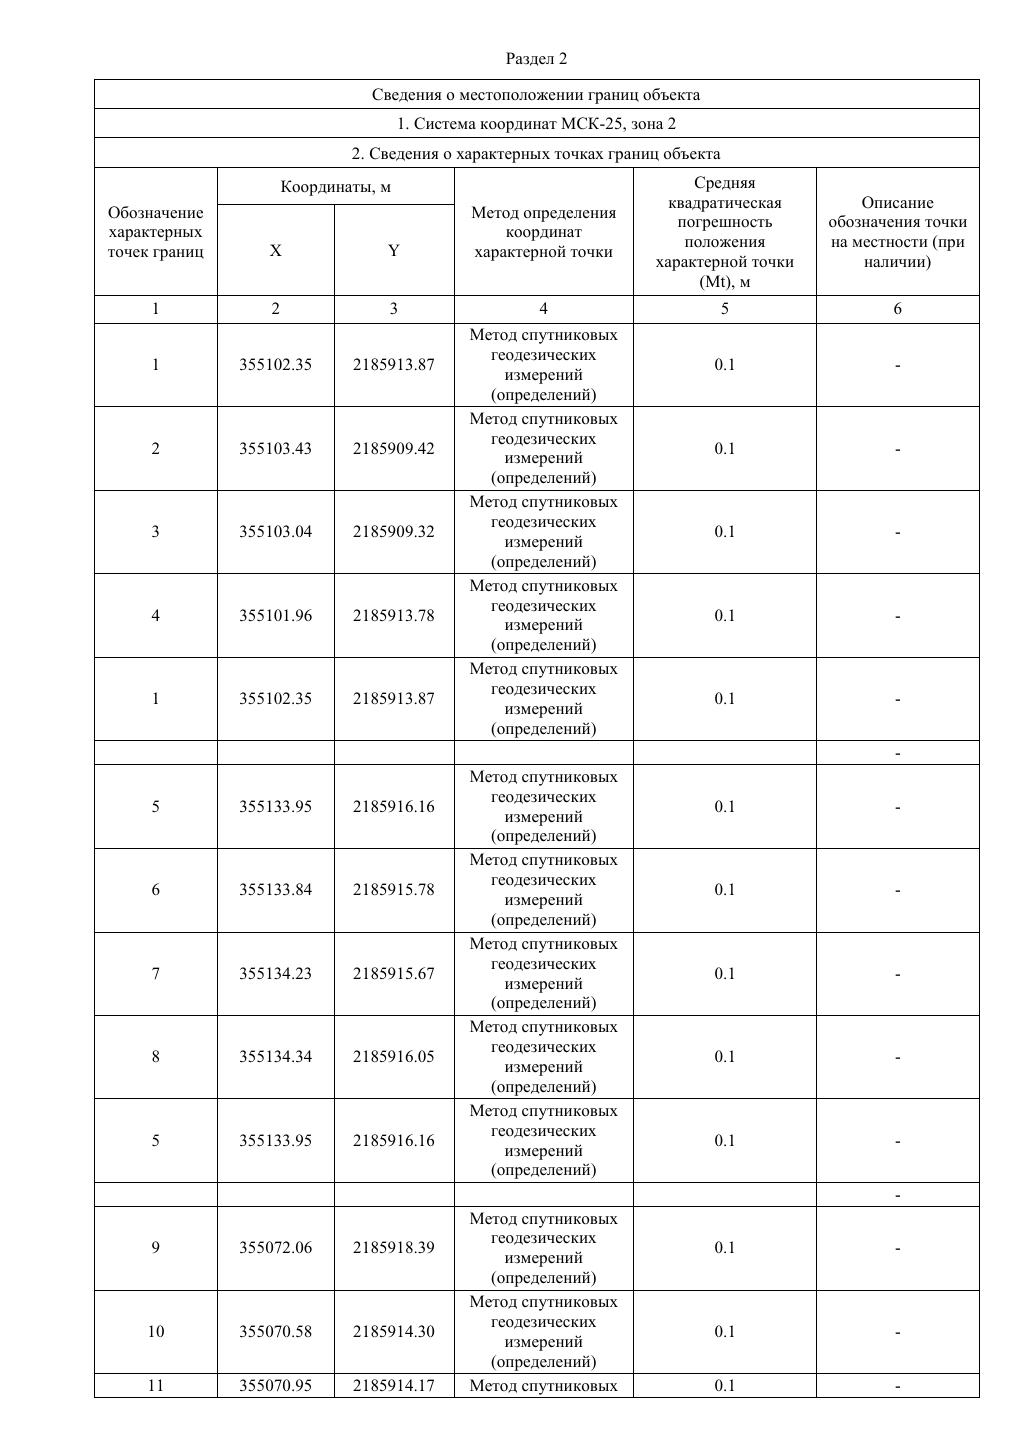 Раздел 2
Сведения о местоположении границ объекта
1. Система координат МСК-25, зона 2
2. Сведения о характерных точках границ объекта
Обозначение
характерных
точек границ
Координаты, м
X
Y
Метод определения
координат
характерной точки
Средняя
квадратическая
погрешность
положения
характерной точки
(Mt), м
Описание
обозначения точки
на местности (при
наличии)
1 2 3 4 5 6
1 355102.35 2185913.87 Метод спутниковых
геодезических
измерений
(определений)
0.1 -
2 355103.43 2185909.42 Метод спутниковых
геодезических
измерений
(определений)
0.1 -
3 355103.04 2185909.32 Метод спутниковых
геодезических
измерений
(определений)
0.1 -
4 355101.96 2185913.78 Метод спутниковых
геодезических
измерений
(определений)
0.1 -
1 355102.35 2185913.87 Метод спутниковых
геодезических
измерений
(определений)
0.1 -
-
5 355133.95 2185916.16 Метод спутниковых
геодезических
измерений
(определений)
0.1 -
6 355133.84 2185915.78 Метод спутниковых
геодезических
измерений
(определений)
0.1 -
7 355134.23 2185915.67 Метод спутниковых
геодезических
измерений
(определений)
0.1 -
8 355134.34 2185916.05 Метод спутниковых
геодезических
измерений
(определений)
0.1 -
5 355133.95 2185916.16 Метод спутниковых
геодезических
измерений
(определений)
0.1 -
-
9 355072.06 2185918.39 Метод спутниковых
геодезических
измерений
(определений)
0.1 -
10 355070.58 2185914.30 Метод спутниковых
геодезических
измерений
(определений)
0.1 -
11 355070.95 2185914.17 Метод спутниковых 0.1 -